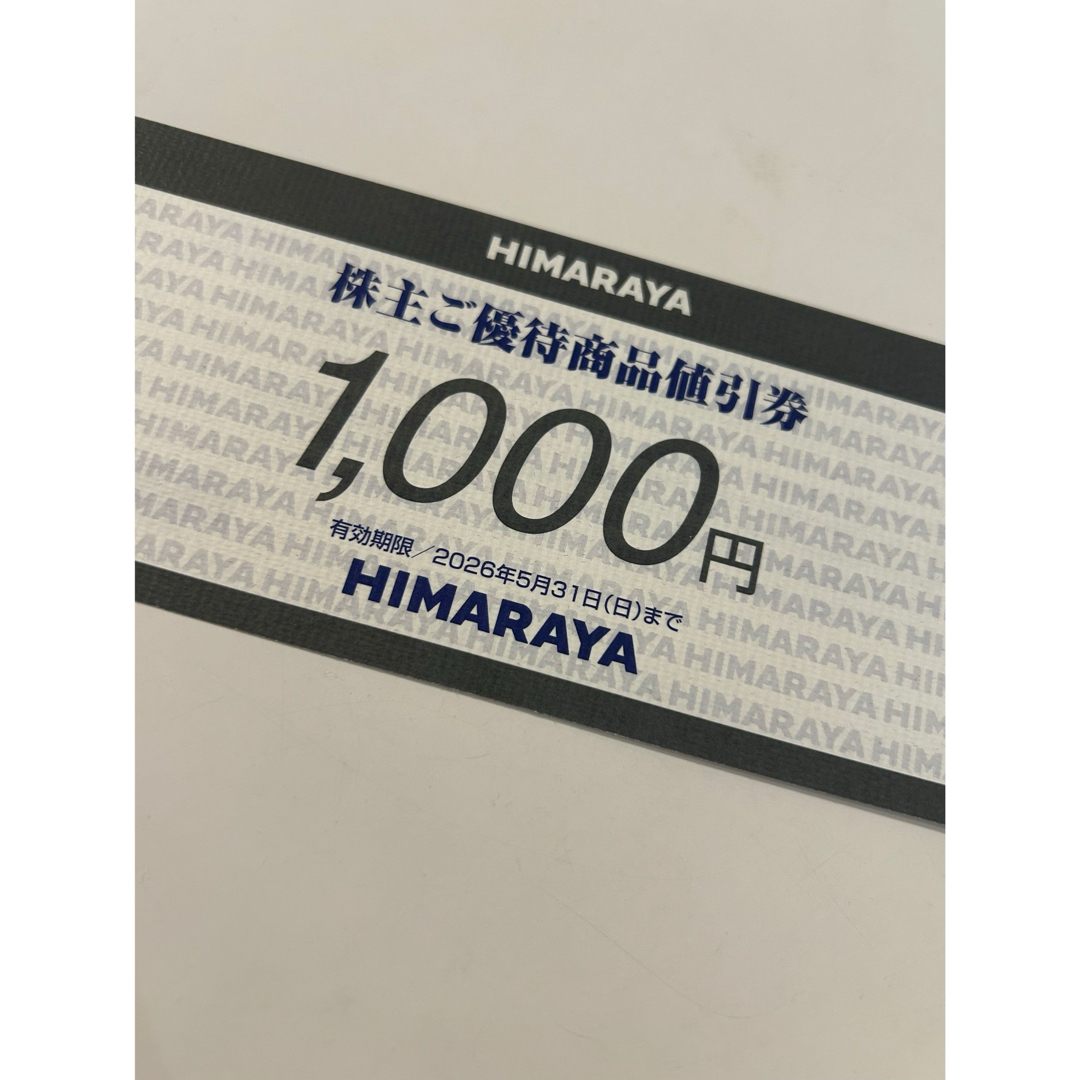 HIMARAYA
株主ご優待商品値引券
1,000円
有効期限／2026年5月31日(日)まで
HIMARAYA